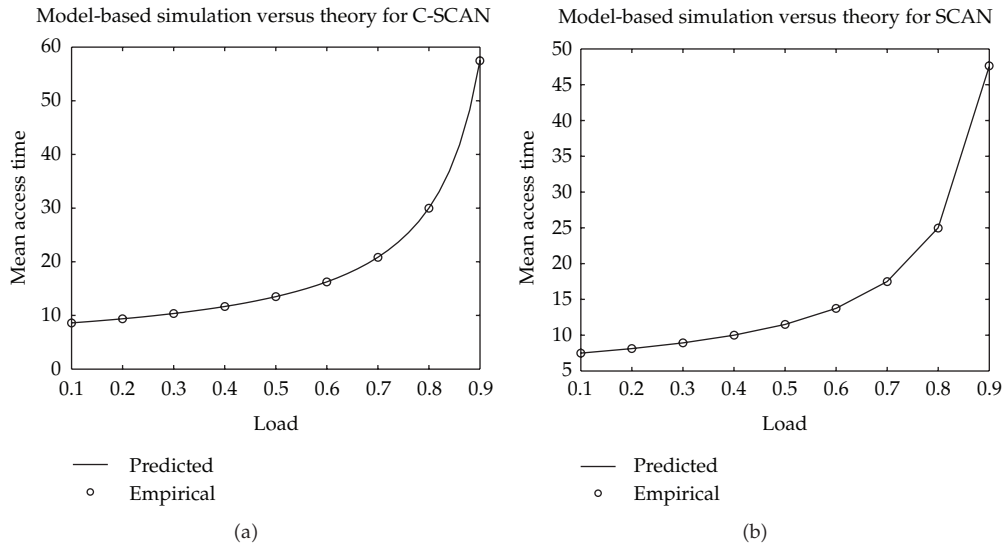 Model-based simulation versus theory for C-SCAN
60
50
40
30
20
10
0
Mean access time
0.1 0.2 0.3 0.4 0.5 0.6 0.7 0.8 0.9
Load
Predicted
Empirical
(a)
Model-based simulation versus theory for SCAN
50
45
40
35
30
25
20
15
10
5
Mean access time
0.1 0.2 0.3 0.4 0.5 0.6 0.7 0.8 0.9
Load
Predicted
Empirical
(b)